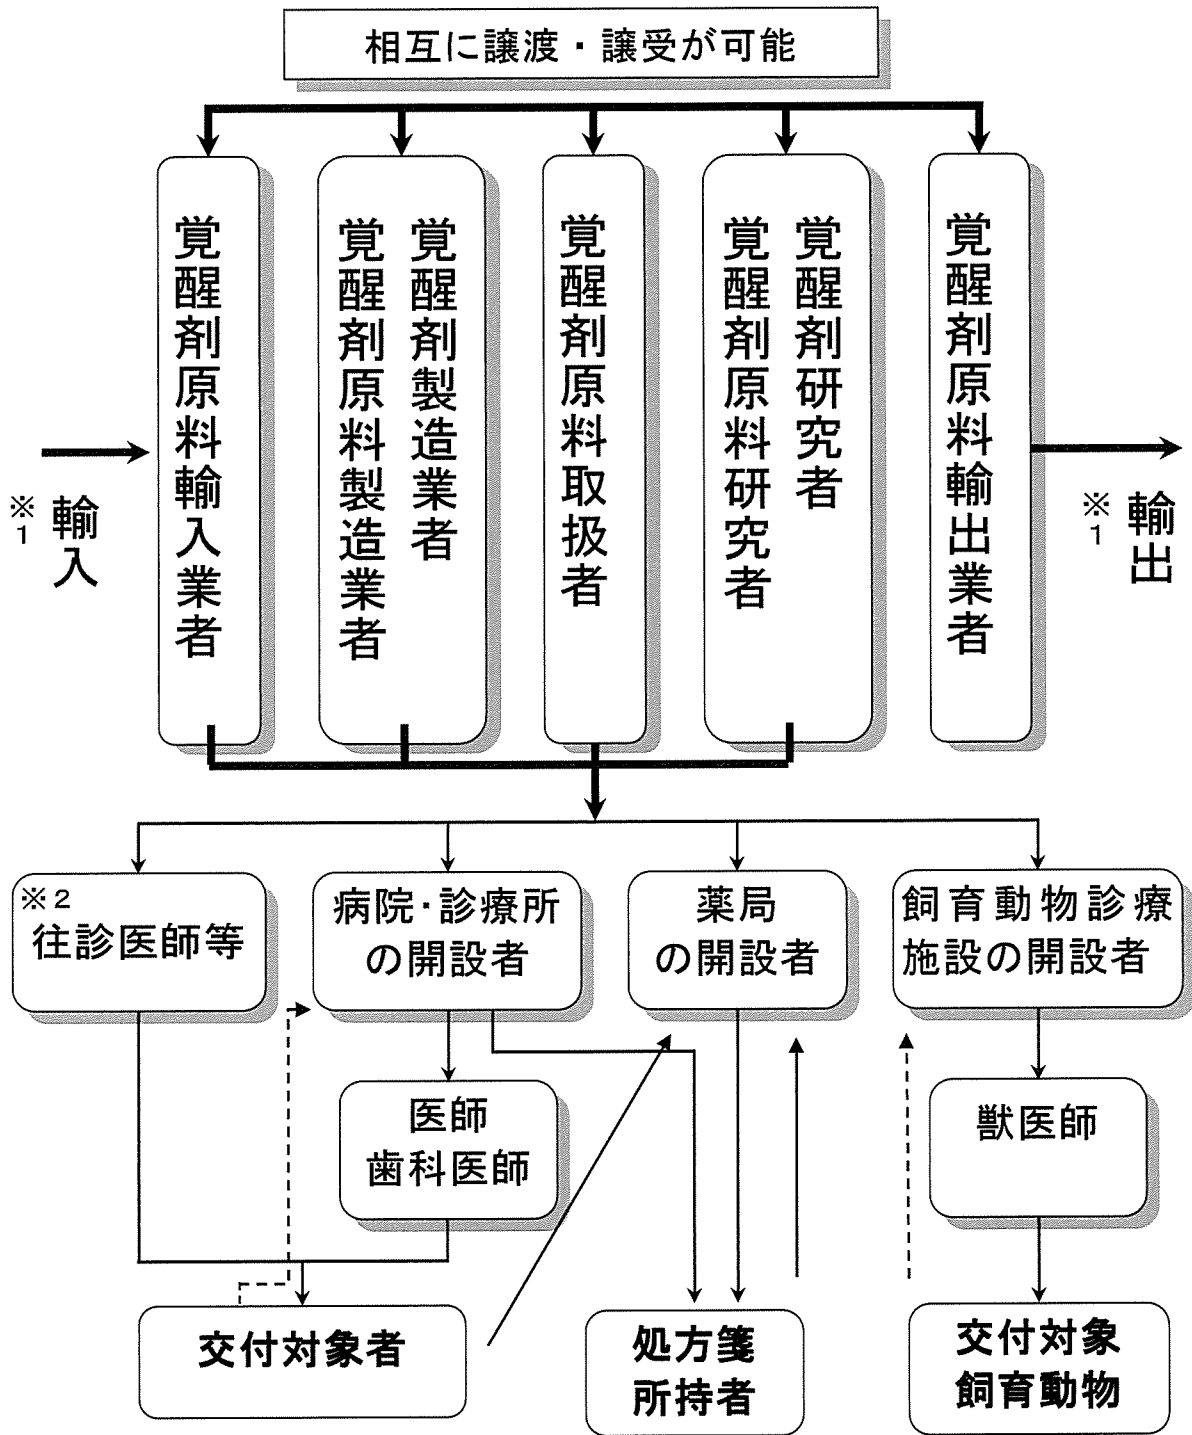 相互に譲渡・譲受が可能
覚醒剤原料輸入業者
覚醒剤製造業者
覚醒剤原料製造業者
覚醒剤原料取扱者
覚醒剤研究者
覚醒剤原料研究者
覚醒剤原料輸出業者
輸入
※1
輸出
※1
※2
往診医師等
病院・診療所
の開設者
薬局
の開設者
飼育動物診療
施設の開設者
医師
歯科医師
獣医師
交付対象者
処方箋
所持者
交付対象
飼育動物